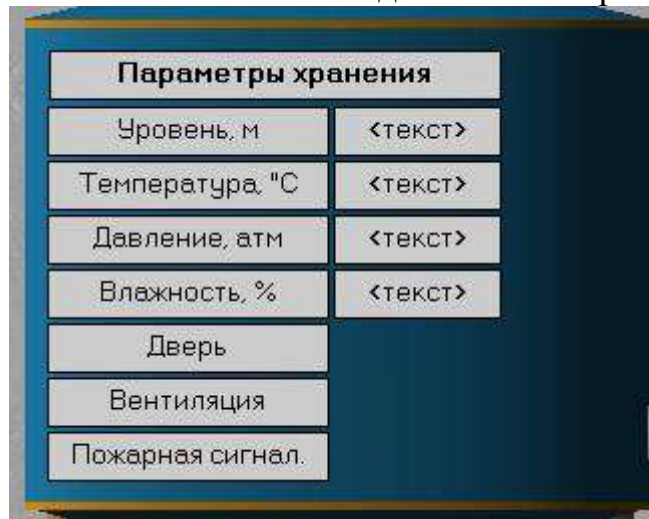 Параметры хранения
Уровень, м <текст>
Температура, "С <текст>
Давление, атм <текст>
Влажность, % <текст>
Дверь
Вентиляция
Пожарная сигнал.